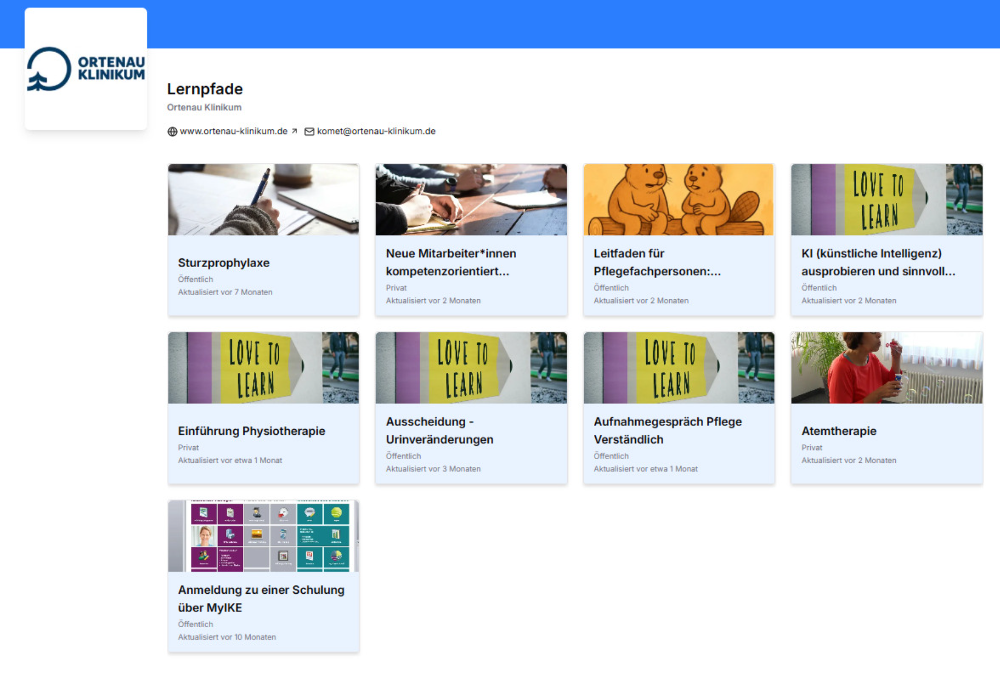 ORTENAU
KLINIKUM
Lernpfade
Ortenau Klinikum
www.ortenau-klinikum.de komet@ortenau-klinikum.de
LOVE TO
LEARN
Sturzprophylaxe
Öffentlich
Aktualisiert vor 7 Monaten
Neue Mitarbeiter*innen
kompetenzorientiert...
Privat
Aktualisiert vor 2 Monaten
Leitfaden für
Pflegefachpersonen:...
Öffentlich
Aktualisiert vor 2 Monaten
KI (künstliche Intelligenz)
ausprobieren und sinnvoll...
Öffentlich
Aktualisiert vor 2 Monaten
LOVE TO
LEARN
LOVE TO
LEARN
LOVE TO
LEARN
Einführung Physiotherapie
Privat
Aktualisiert vor etwa 1 Monat
Ausscheidung -
Urinveränderungen
Öffentlich
Aktualisiert vor 3 Monaten
Aufnahmegespräch Pflege
Verständlich
Öffentlich
Aktualisiert vor etwa 1 Monat
Atemtherapie
Privat
Aktualisiert vor 2 Monaten
Anmeldung zu einer Schulung
über MyIKE
Öffentlich
Aktualisiert vor 10 Monaten